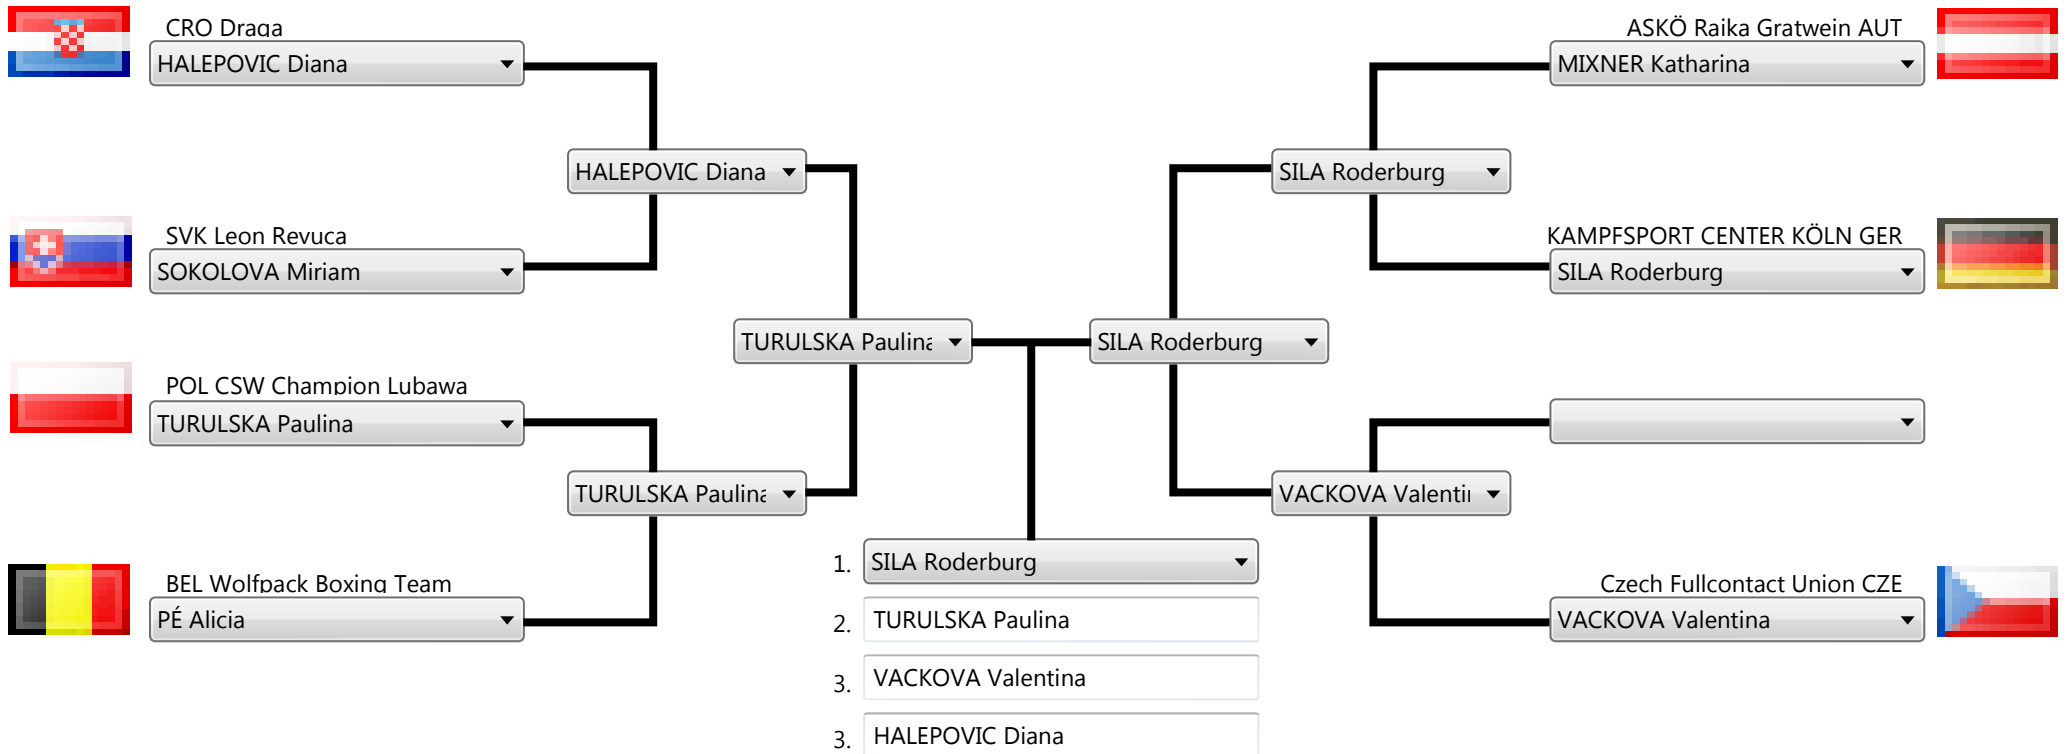 CRO Draga
HALEPOVIC Diana
SVK Leon Revuca
SOKOLOVA Miriam
POL CSW Champion Lubawa
TURULSKA Paulina
BEL Wolfpack Boxing Team
PÉ Alicia
HALEPOVIC Diana
TURULSKA Paulina
TURULSKA Paulina
SILA Roderburg
SILA Roderburg
VACKOVA Valentin
ASKÖ Raika Gratwein AUT
MIXNER Katharina
KAMPFSPORT CENTER KÖLN GER
SILA Roderburg
Czech Fullcontact Union CZE
VACKOVA Valentina
1. SILA Roderburg
2. TURULSKA Paulina
3. VACKOVA Valentina
3. HALEPOVIC Diana